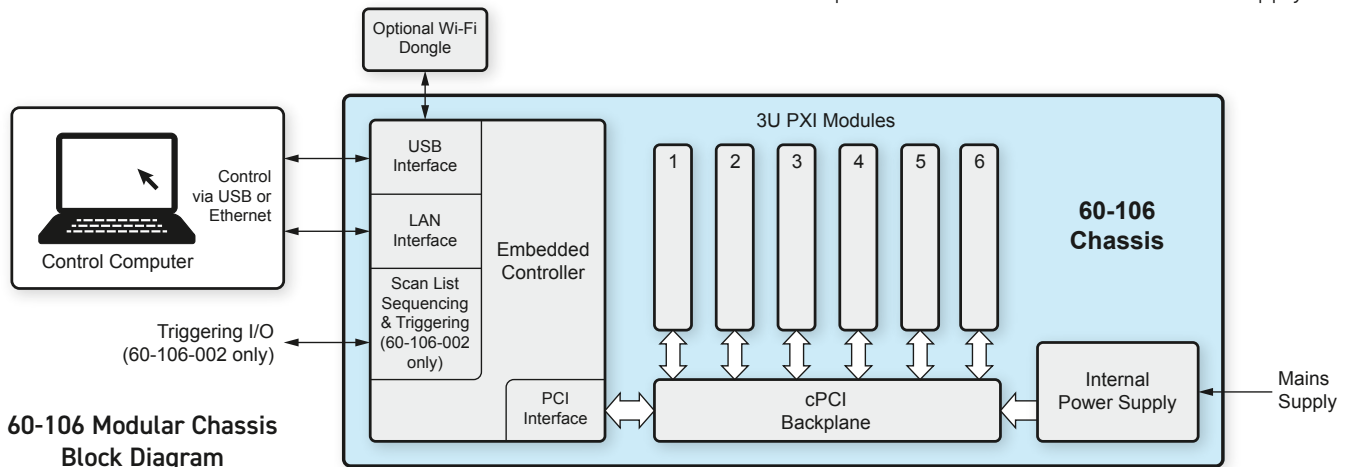 Optional Wi-Fi
Dongle
3U PXI Modules
USB
Interface
1 2 3 4 5 6
Control
via USB or
Ethernet
60-106
Chassis
LAN
Interface
Embedded
Controller
Control Computer
Scan List
Sequencing
& Triggering
(60-106-002
only)
Triggering I/O
(60-106-002 only)
PCI
Interface
cPCI
Backplane
Internal
Power Supply
Mains
Supply
60-106 Modular Chassis
Block Diagram